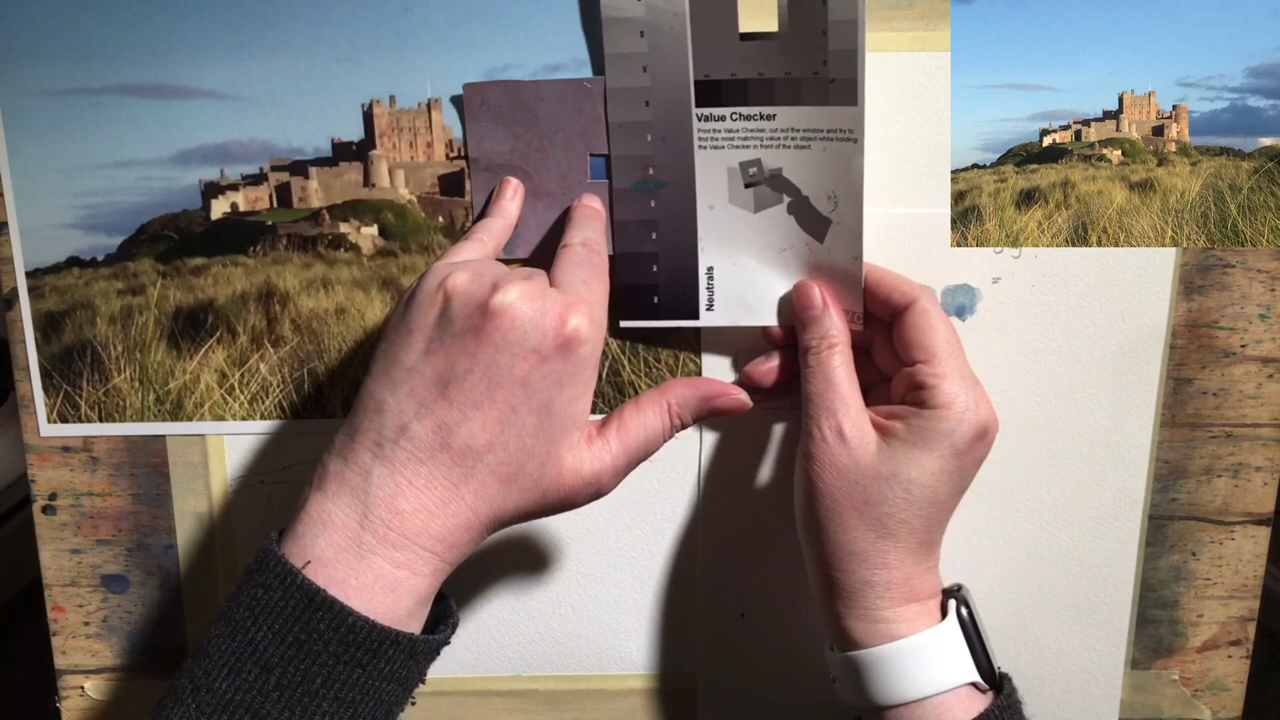 Value Checker
Print the Value Checker, cut out the window and try to
find the most matching value of an object while holding
the Value Checker in front of the object.
Neutrals